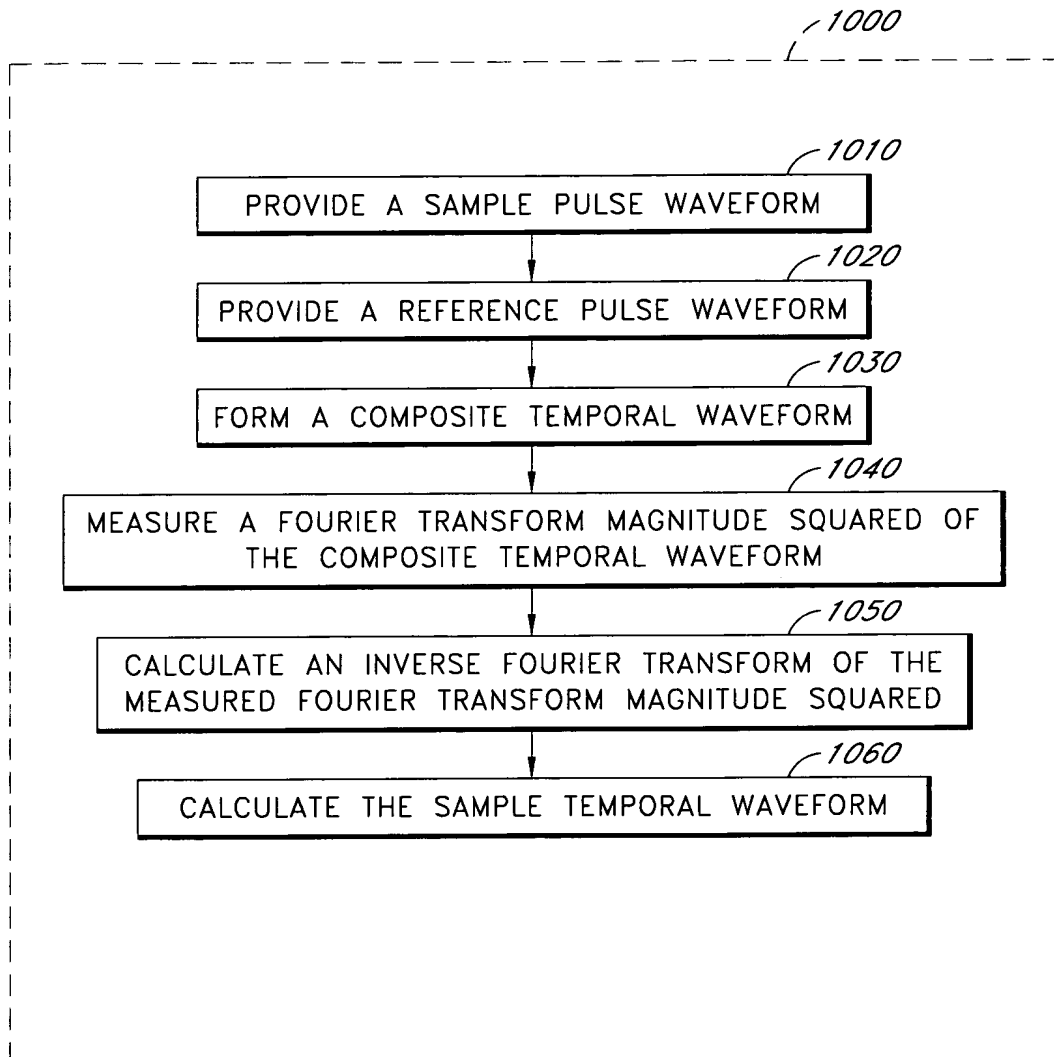 1000
1010
PROVIDE A SAMPLE PULSE WAVEFORM
1020
PROVIDE A REFERENCE PULSE WAVEFORM
1030
FORM A COMPOSITE TEMPORAL WAVEFORM
1040
MEASURE A FOURIER TRANSFORM MAGNITUDE SQUARED OF
THE COMPOSITE TEMPORAL WAVEFORM
1050
CALCULATE AN INVERSE FOURIER TRANSFORM OF THE
MEASURED FOURIER TRANSFORM MAGNITUDE SQUARED
1060
CALCULATE THE SAMPLE TEMPORAL WAVEFORM